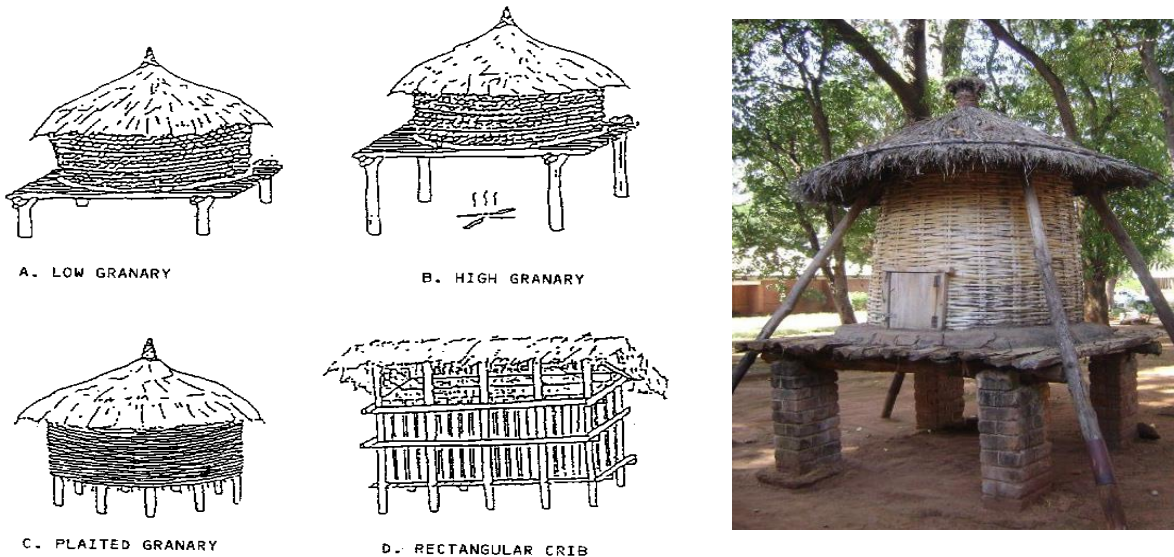 A. LOW GRANARY
B. HIGH GRANARY
C. PLAITED GRANARY
D. RECTANGULAR CRIB